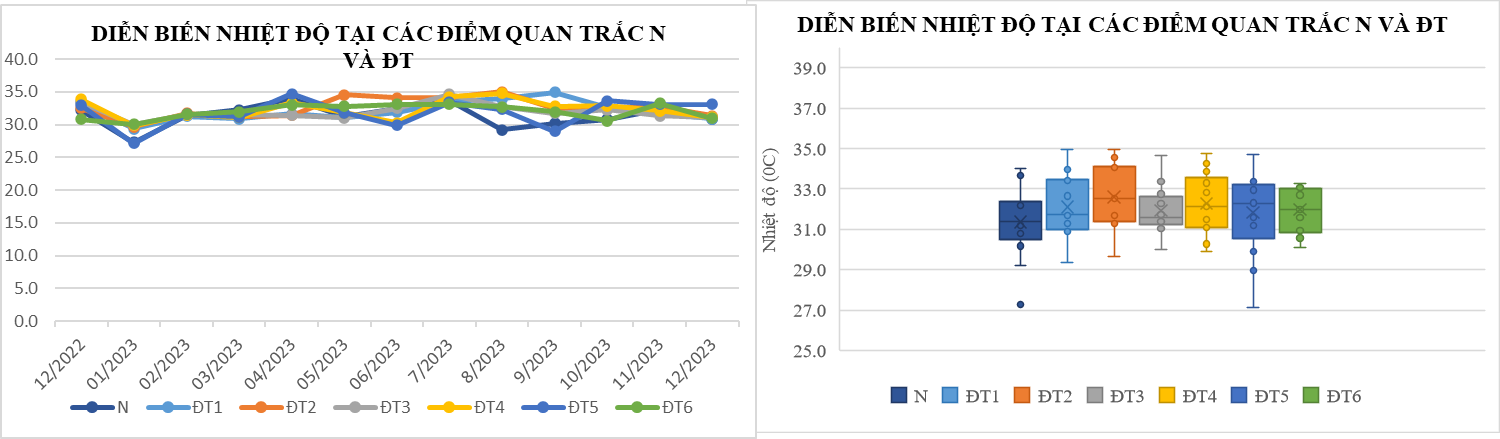 DIỄN BIẾN NHIỆT ĐỘ TẠI CÁC ĐIỂM QUAN TRẮC N
VÀ ĐT
40.0
35.0
30.0
25.0
20.0
15.0
10.0
5.0
0.0
12/2022 01/2023 02/2023 03/2023 04/2023 05/2023 06/2023 7/2023 8/2023 9/2023 10/2023 11/2023 12/2023
N ĐT1 ĐT2 ĐT3 ĐT4 ĐT5 ĐT6
DIỄN BIẾN NHIỆT ĐỘ TẠI CÁC ĐIỂM QUAN TRẮC N VÀ ĐT
Nhiệt độ (0C)
39.0
37.0
35.0
33.0
31.0
29.0
27.0
25.0
N ĐT1 ĐT2 ĐT3 ĐT4 ĐT5 ĐT6